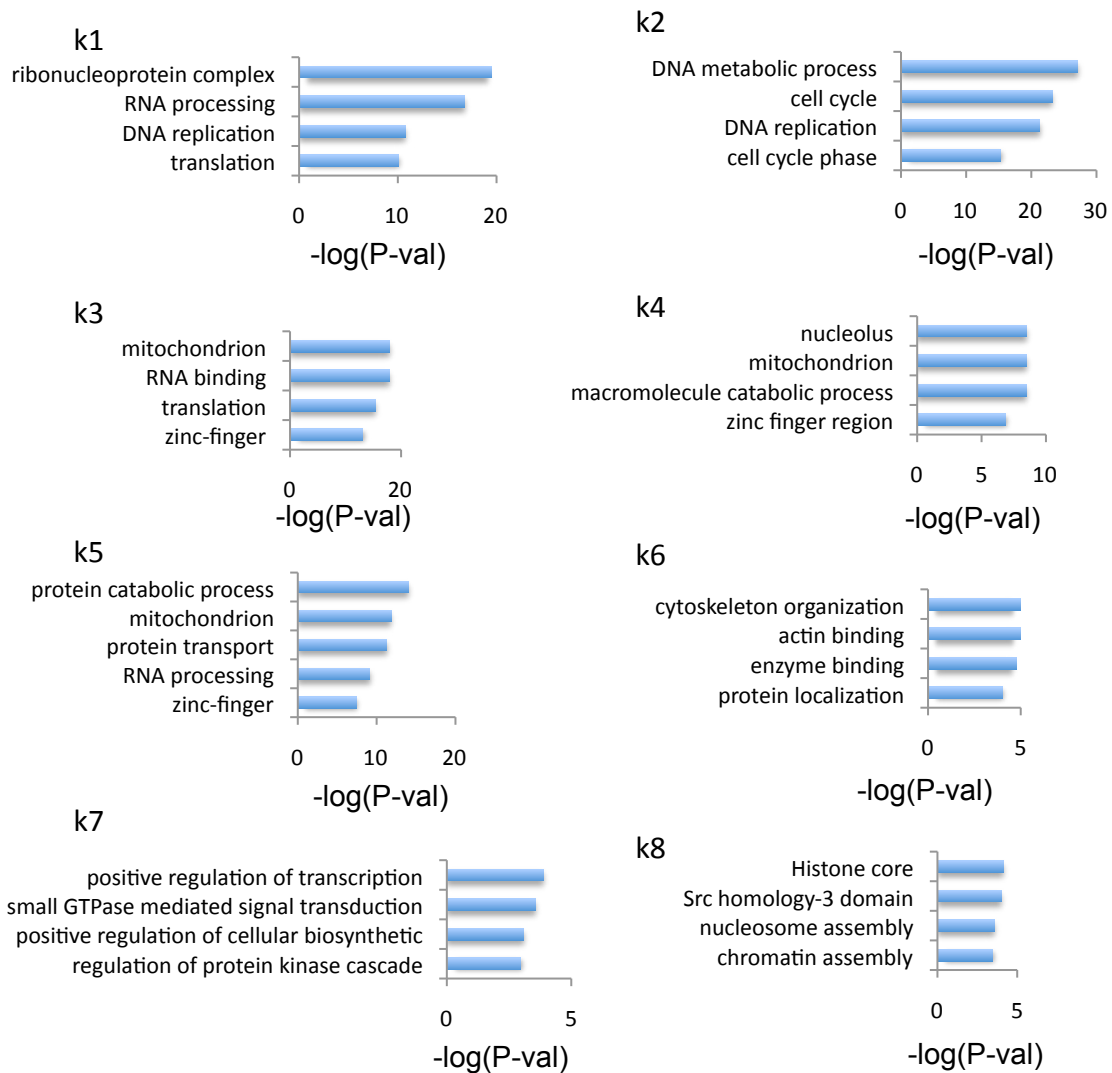 k1
ribonucleoprotein complex
RNA processing
DNA replication
translation
0 10 20
-log(P-val)
k2
DNA metabolic process
cell cycle
DNA replication
cell cycle phase
0 10 20 30
-log(P-val)
k3
mitochondrion
RNA binding
translation
zinc-finger
0 20
-log(P-val)
k4
nucleolus
mitochondrion
macromolecule catabolic process
zinc finger region
0 5 10
-log(P-val)
k5
protein catabolic process
mitochondrion
protein transport
RNA processing
zinc-finger
0 10 20
-log(P-val)
k6
cytoskeleton organization
actin binding
enzyme binding
protein localization
0 5
-log(P-val)
k7
positive regulation of transcription
small GTPase mediated signal transduction
positive regulation of cellular biosynthetic
regulation of protein kinase cascade
0 5
-log(P-val)
k8
Histone core
Src homology-3 domain
nucleosome assembly
chromatin assembly
0 5
-log(P-val)